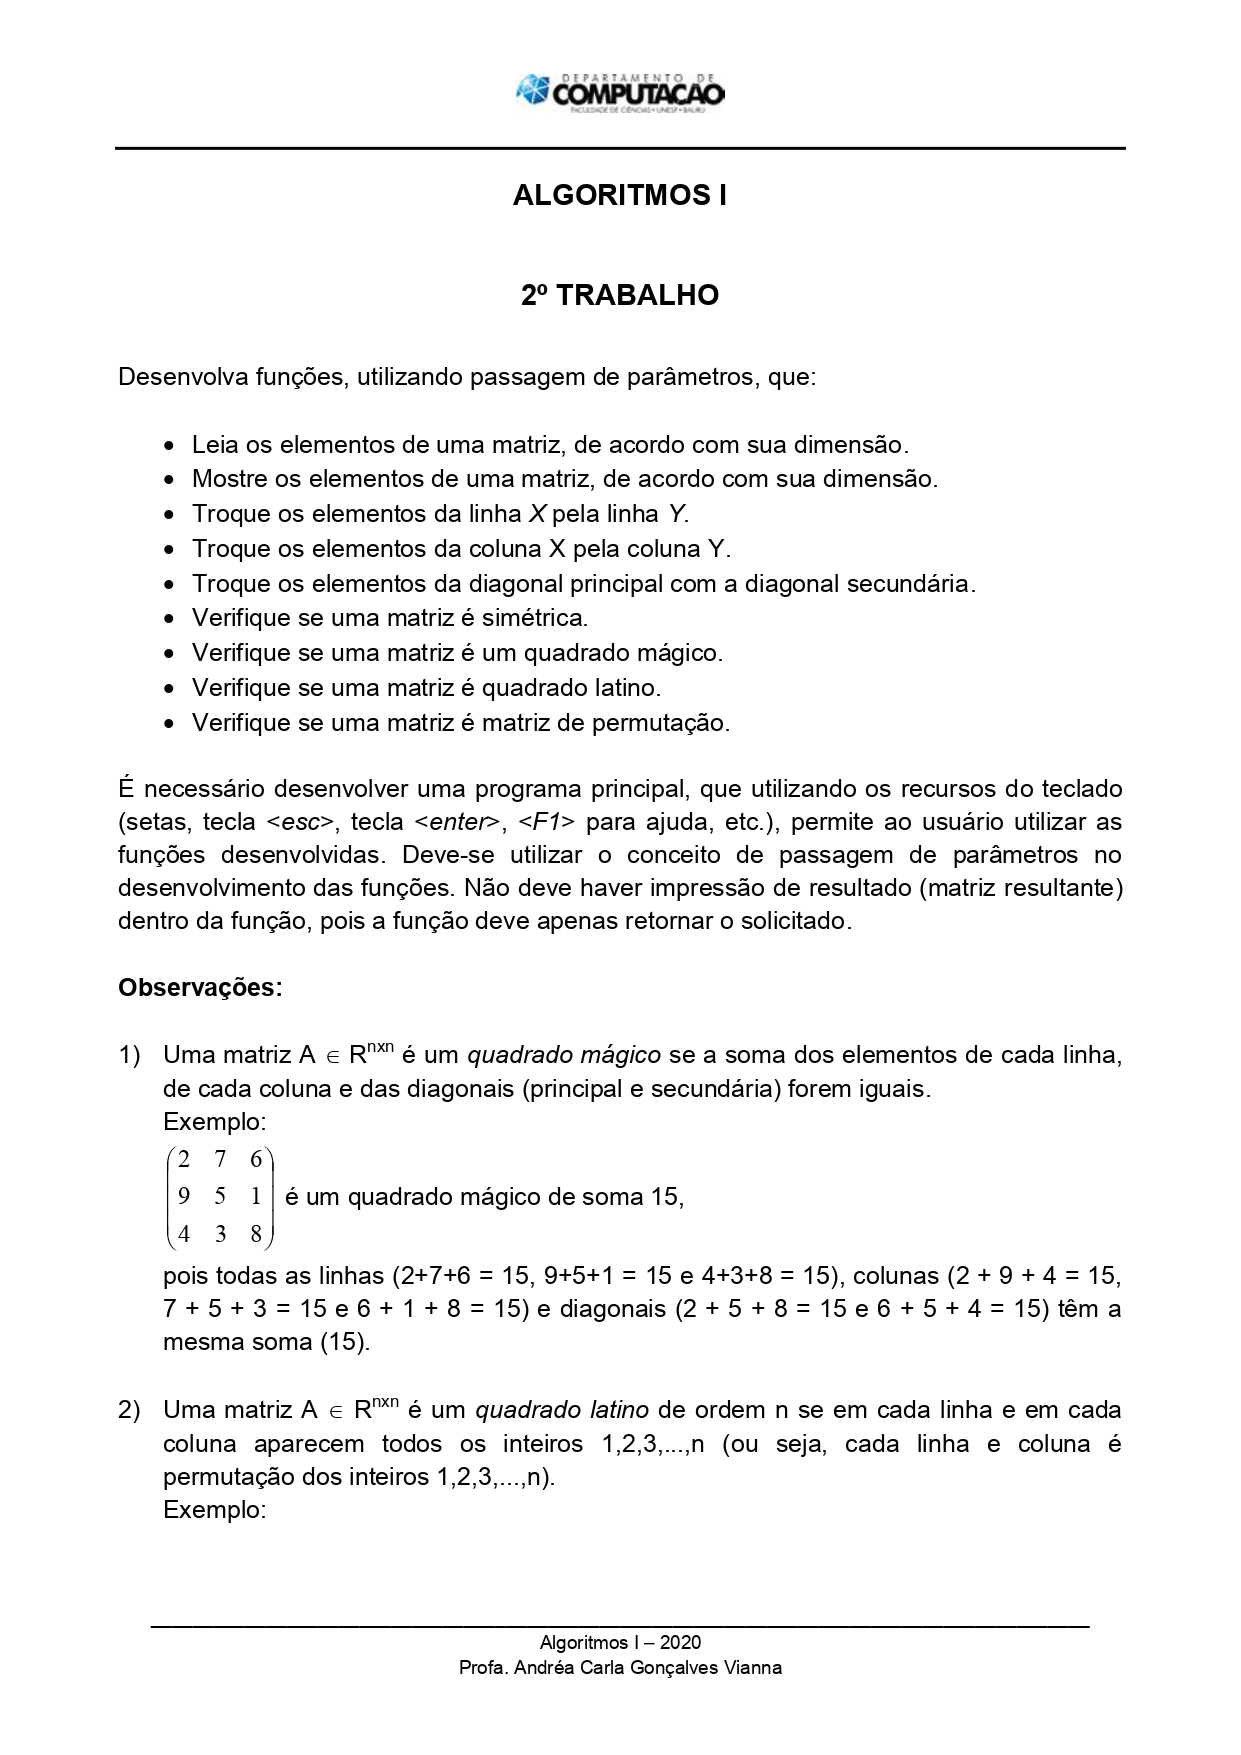 DEPARTAMENTO DE
COMPUTAÇÃO
FACULDADE DE CIÊNCIAS • UNESP • BAURU
ALGORITMOS I
2º TRABALHO
Desenvolva funções, utilizando passagem de parâmetros, que:
• Leia os elementos de uma matriz, de acordo com sua dimensão.
• Mostre os elementos de uma matriz, de acordo com sua dimensão.
• Troque os elementos da linha X pela linha Y.
• Troque os elementos da coluna X pela coluna Y.
• Troque os elementos da diagonal principal com a diagonal secundária.
• Verifique se uma matriz é simétrica.
• Verifique se uma matriz é um quadrado mágico.
• Verifique se uma matriz é quadrado latino.
• Verifique se uma matriz é matriz de permutação.
É necessário desenvolver uma programa principal, que utilizando os recursos do teclado
(setas, tecla <esc>, tecla <enter>, <F1> para ajuda, etc.), permite ao usuário utilizar as
funções desenvolvidas. Deve-se utilizar o conceito de passagem de parâmetros no
desenvolvimento das funções. Não deve haver impressão de resultado (matriz resultante)
dentro da função, pois a função deve apenas retornar o solicitado.
Observações:
1) Uma matriz A ∈ Rⁿˣⁿ é um quadrado mágico se a soma dos elementos de cada linha,
de cada coluna e das diagonais (principal e secundária) forem iguais.
Exemplo:
2 7 6
9 5 1 é um quadrado mágico de soma 15,
4 3 8
pois todas as linhas (2+7+6 = 15, 9+5+1 = 15 e 4+3+8 = 15), colunas (2 + 9 + 4 = 15,
7 + 5 + 3 = 15 e 6 + 1 + 8 = 15) e diagonais (2 + 5 + 8 = 15 e 6 + 5 + 4 = 15) têm a
mesma soma (15).
2) Uma matriz A ∈ Rⁿˣⁿ é um quadrado latino de ordem n se em cada linha e em cada
coluna aparecem todos os inteiros 1,2,3,...,n (ou seja, cada linha e coluna é
permutação dos inteiros 1,2,3,...,n).
Exemplo:
Algoritmos I – 2020
Profa. Andréa Carla Gonçalves Vianna